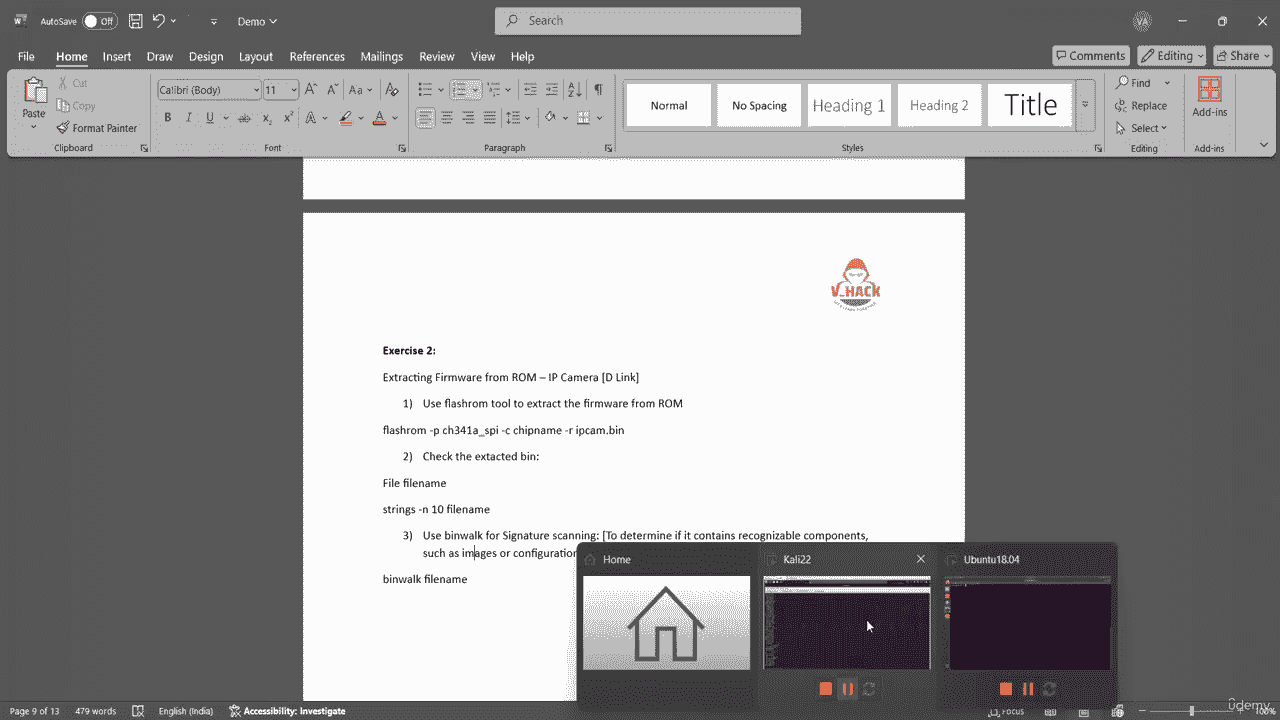 AutoSave Off Demo Search
File Home Insert Draw Design Layout References Mailings Review View Help Comments Editing Share
Paste Cut Copy Format Painter Clipboard
Calibri (Body) 11 Font
Paragraph
Normal No Spacing Heading 1 Heading 2 Title Styles
Find Replace Select Editing
Add-ins Add-ins
V_HACK
Exercise 2:
Extracting Firmware from ROM – IP Camera [D Link]
1) Use flashrom tool to extract the firmware from ROM
flashrom -p ch341a_spi -c chipname -r ipcam.bin
2) Check the extacted bin:
File filename
strings -n 10 filename
3) Use binwalk for Signature scanning: [To determine if it contains recognizable components,
such as images or configuration
binwalk filename
Home Kali22 Ubuntu18.04
Page 9 of 13 479 words English (India) Accessibility: Investigate Focus 100%
Udemy